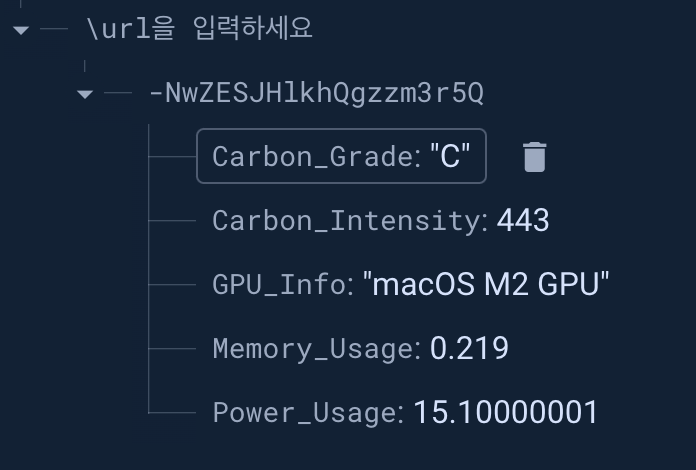 \url을 입력하세요
-NwZESJHlkhQgzzm3r5Q
Carbon_Grade: "C"
Carbon_Intensity: 443
GPU_Info: "macOS M2 GPU"
Memory_Usage: 0.219
Power_Usage: 15.10000001